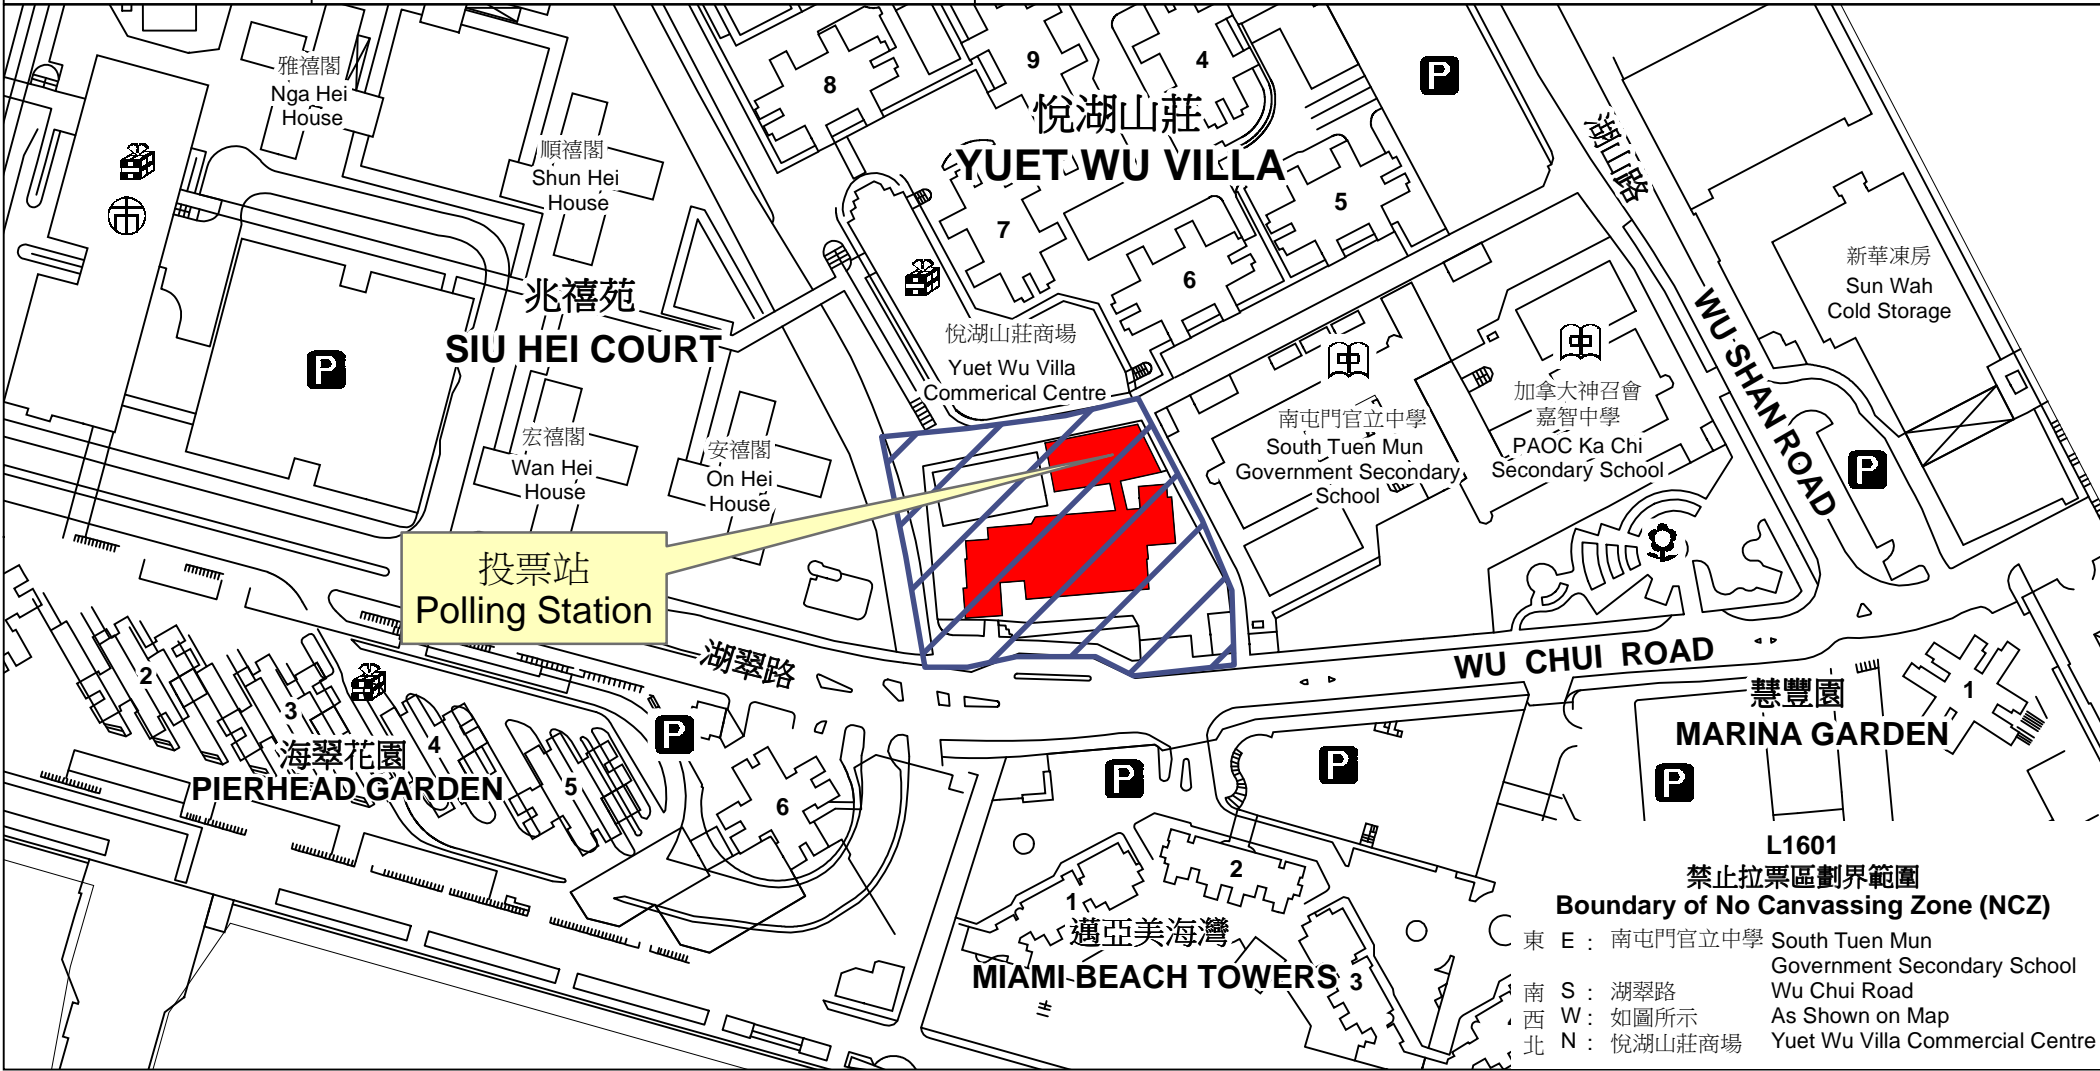 雅禧閣
Nga Hei
House
順禧閣
Shun Hei
House
兆禧苑
SIU HEI COURT
宏禧閣
Wan Hei
House
安禧閣
On Hei
House
8
9
4
悅湖山莊
YUET WU VILLA
7
5
6
悅湖山莊商場
Yuet Wu Villa
Commerical Centre
P
P
湖山路
WU SHAN ROAD
新華凍房
Sun Wah
Cold Storage
中
南屯門官立中學
South Tuen Mun
Government Secondary
School
中
加拿大神召會
嘉智中學
PAOC Ka Chi
Secondary School
P
投票站
Polling Station
湖翠路
WU CHUI ROAD
2
3
4
5
6
海翠花園
PIERHEAD GARDEN
P
P
P
慧豐園
MARINA GARDEN
1
P
1
2
3
邁亞美海灣
MIAMI BEACH TOWERS
L1601
禁止拉票區劃界範圍
Boundary of No Canvassing Zone (NCZ)
東 E : 南屯門官立中學 South Tuen Mun
Government Secondary School
南 S : 湖翠路 Wu Chui Road
西 W : 如圖所示 As Shown on Map
北 N : 悅湖山莊商場 Yuet Wu Villa Commercial Centre